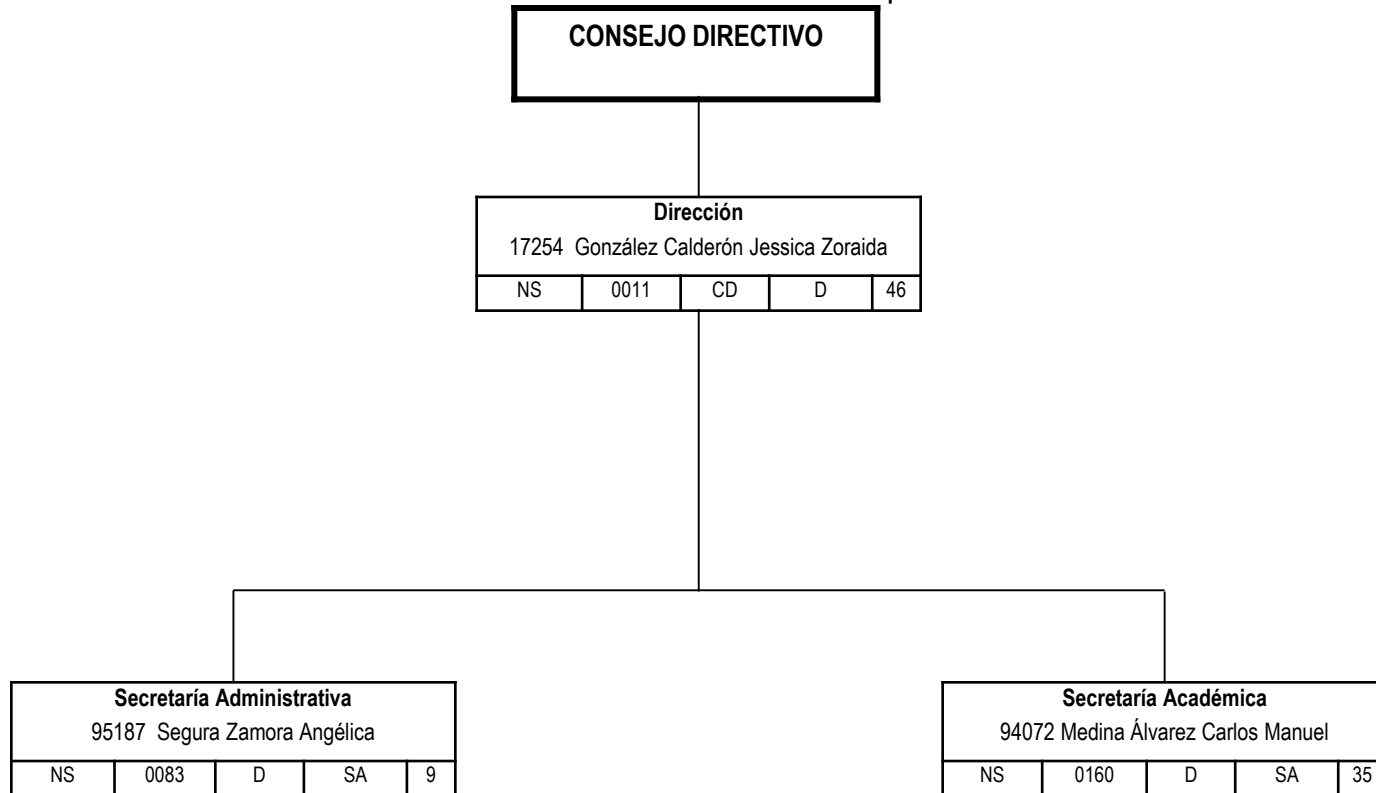 CONSEJO DIRECTIVO
Dirección
17254 González Calderón Jessica Zoraida
NS 0011 CD D 46
Secretaría Administrativa
95187 Segura Zamora Angélica
NS 0083 D SA 9
Secretaría Académica
94072 Medina Álvarez Carlos Manuel
NS 0160 D SA 35